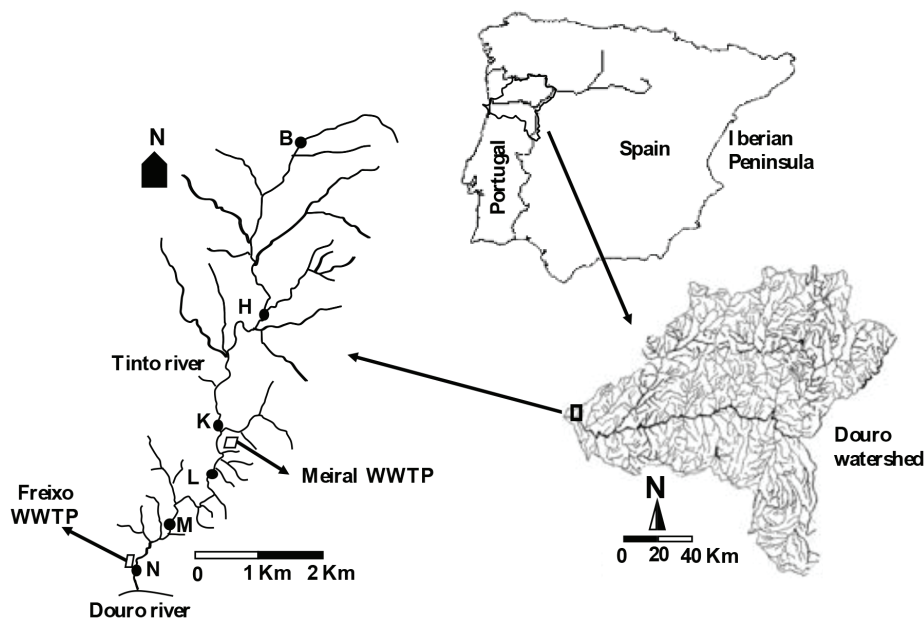 N
B
H
Tinto river
K
Meiral WWTP
L
Freixo
WWTP
M
N
0 1 Km 2 Km
Douro river
Portugal
Spain
Iberian
Peninsula
Douro
watershed
N
0 20 40 Km